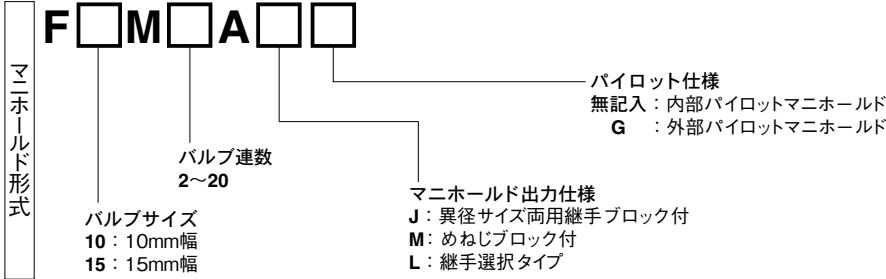 F□M□A□□
マニホールド形式
パイロット仕様
無記入：内部パイロットマニホールド
G：外部パイロットマニホールド
バルブ連数
2～20
マニホールド出力仕様
J：異径サイズ両用継手ブロック付
M：めねじブロック付
L：継手選択タイプ
バルブサイズ
10：10mm幅
15：15mm幅